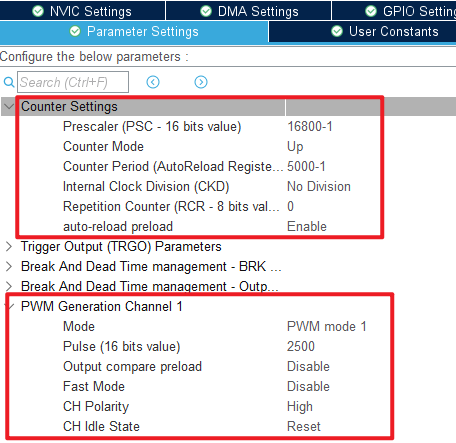 NVIC Settings DMA Settings GPIO Setting
Parameter Settings User Constants
Configure the below parameters :
Search (Ctrl+F)
Counter Settings
Prescaler (PSC - 16 bits value) 16800-1
Counter Mode Up
Counter Period (AutoReload Registe... 5000-1
Internal Clock Division (CKD) No Division
Repetition Counter (RCR - 8 bits val... 0
auto-reload preload Enable
Trigger Output (TRGO) Parameters
Break And Dead Time management - BRK ...
Break And Dead Time management - Outp...
PWM Generation Channel 1
Mode PWM mode 1
Pulse (16 bits value) 2500
Output compare preload Disable
Fast Mode Disable
CH Polarity High
CH Idle State Reset